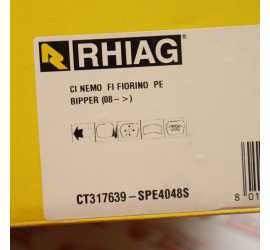 RHIAG
CI NEMO FI FIORINO PE
BIPPER (08->)
CT317639-SPE4048S
8 01